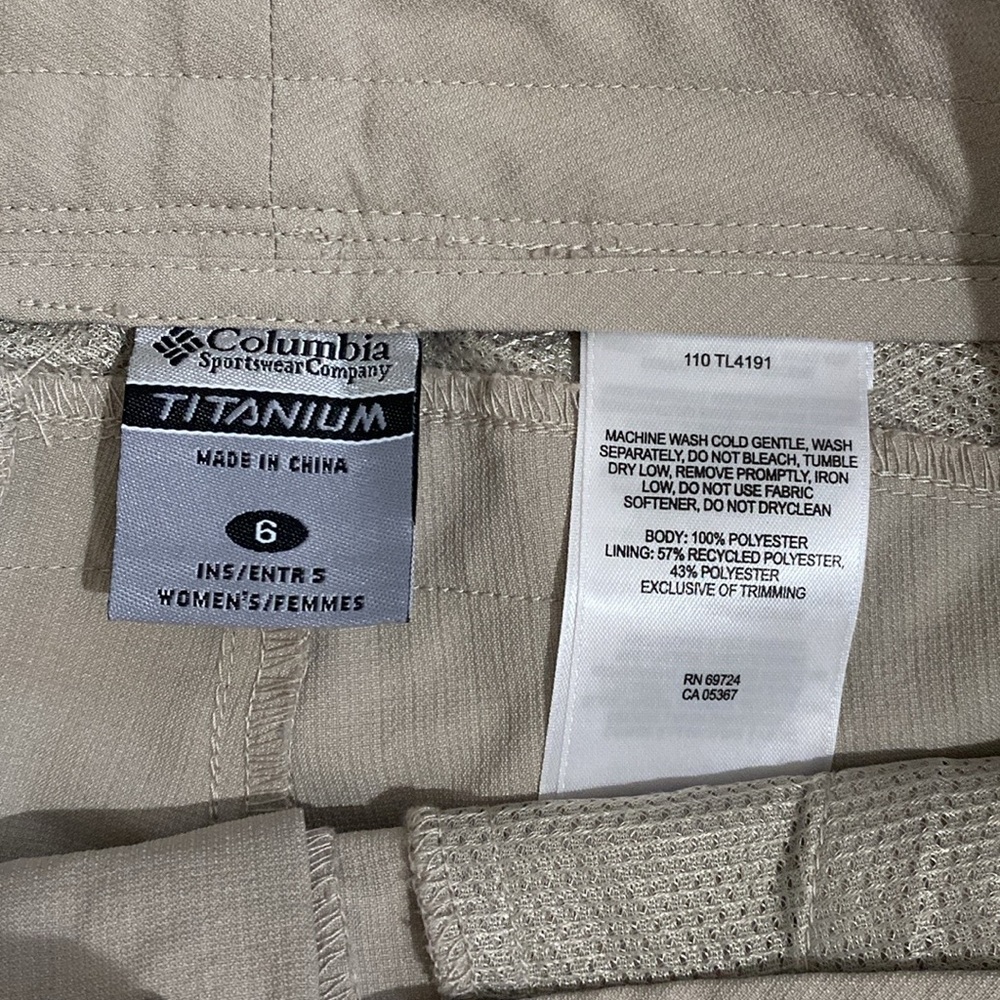 Columbia
Sportswear Company
TITANIUM
MADE IN CHINA
6
INS/ENTR 5
WOMEN'S/FEMMES
110 TL4191
MACHINE WASH COLD GENTLE, WASH
SEPARATELY, DO NOT BLEACH, TUMBLE
DRY LOW, REMOVE PROMPTLY, IRON
LOW, DO NOT USE FABRIC
SOFTENER, DO NOT DRYCLEAN
BODY: 100% POLYESTER
LINING: 57% RECYCLED POLYESTER,
43% POLYESTER
EXCLUSIVE OF TRIMMING
RN 69724
CA 05367